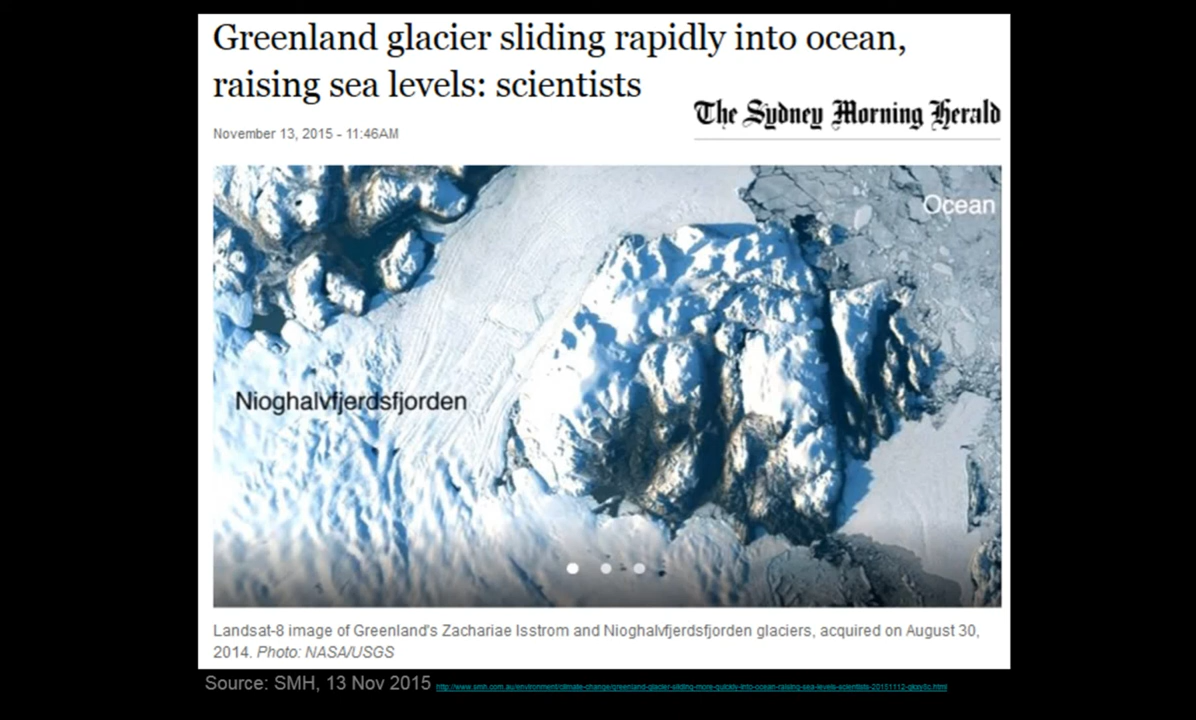 Greenland glacier sliding rapidly into ocean,
raising sea levels: scientists
The Sydney Morning Herald
November 13, 2015 - 11:46AM
Ocean
Nioghalvfjerdsfjorden
Landsat-8 image of Greenland's Zachariae Isstrom and Nioghalvfjerdsfjorden glaciers, acquired on August 30,
2014. Photo: NASA/USGS
Source: SMH, 13 Nov 2015